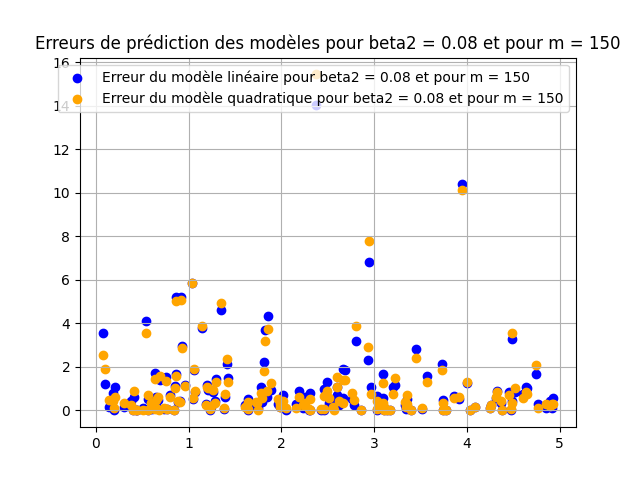 Erreurs de prédiction des modèles pour beta2 = 0.08 et pour m = 150
Erreur du modèle linéaire pour beta2 = 0.08 et pour m = 150
Erreur du modèle quadratique pour beta2 = 0.08 et pour m = 150
16
14
12
10
8
6
4
2
0
0 1 2 3 4 5